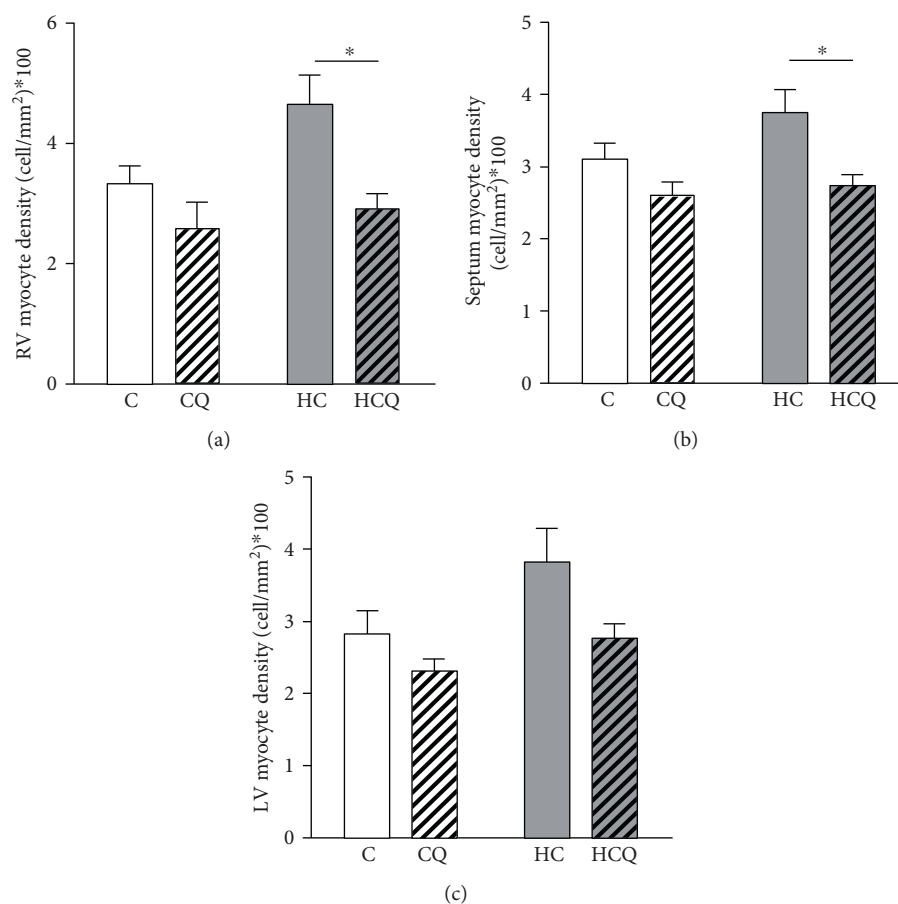 RV myocyte density (cell/mm²)*100
6
4
2
0
*
C CQ HC HCQ
(a)
Septum myocyte density
(cell/mm²)*100
5
4
3
2
1
0
*
C CQ HC HCQ
(b)
LV myocyte density (cell/mm²)*100
5
4
3
2
1
0
C CQ HC HCQ
(c)